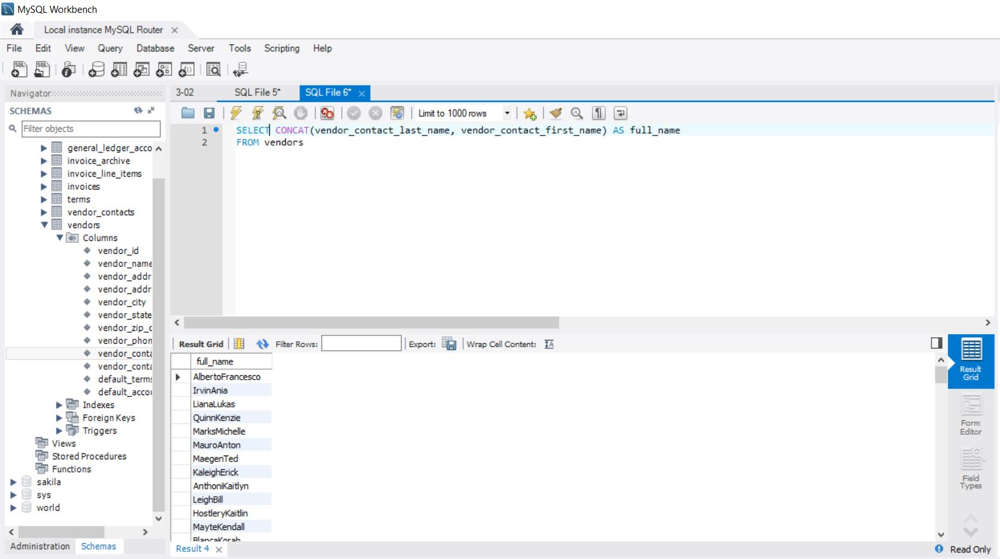 MySQL Workbench
Local instance MySQL Router
File Edit View Query Database Server Tools Scripting Help
Navigator
SCHEMAS
Filter objects
general_ledger_acco
invoice_archive
invoice_line_items
invoices
terms
vendor_contacts
vendors
Columns
vendor_id
vendor_name
vendor_addr
vendor_addr
vendor_city
vendor_state
vendor_zip_c
vendor_phon
vendor_conta
vendor_conta
default_terms
default_accou
Indexes
Foreign Keys
Triggers
Views
Stored Procedures
Functions
sakila
sys
world
Administration Schemas
3-02 SQL File 5* SQL File 6*
Limit to 1000 rows
1 SELECT CONCAT(vendor_contact_last_name, vendor_contact_first_name) AS full_name
2 FROM vendors
Result Grid Filter Rows: Export: Wrap Cell Content:
full_name
AlbertoFrancesco
IrvinAnia
LianaLukas
QuinnKenzie
MarksMichelle
MauroAnton
MaegenTed
KaleighErick
AnthoniKaitlyn
LeighBill
HostleryKaitlin
MayteKendall
BlancaKorah
Result
Grid
Form
Editor
Field
Types
Result 4
Read Only